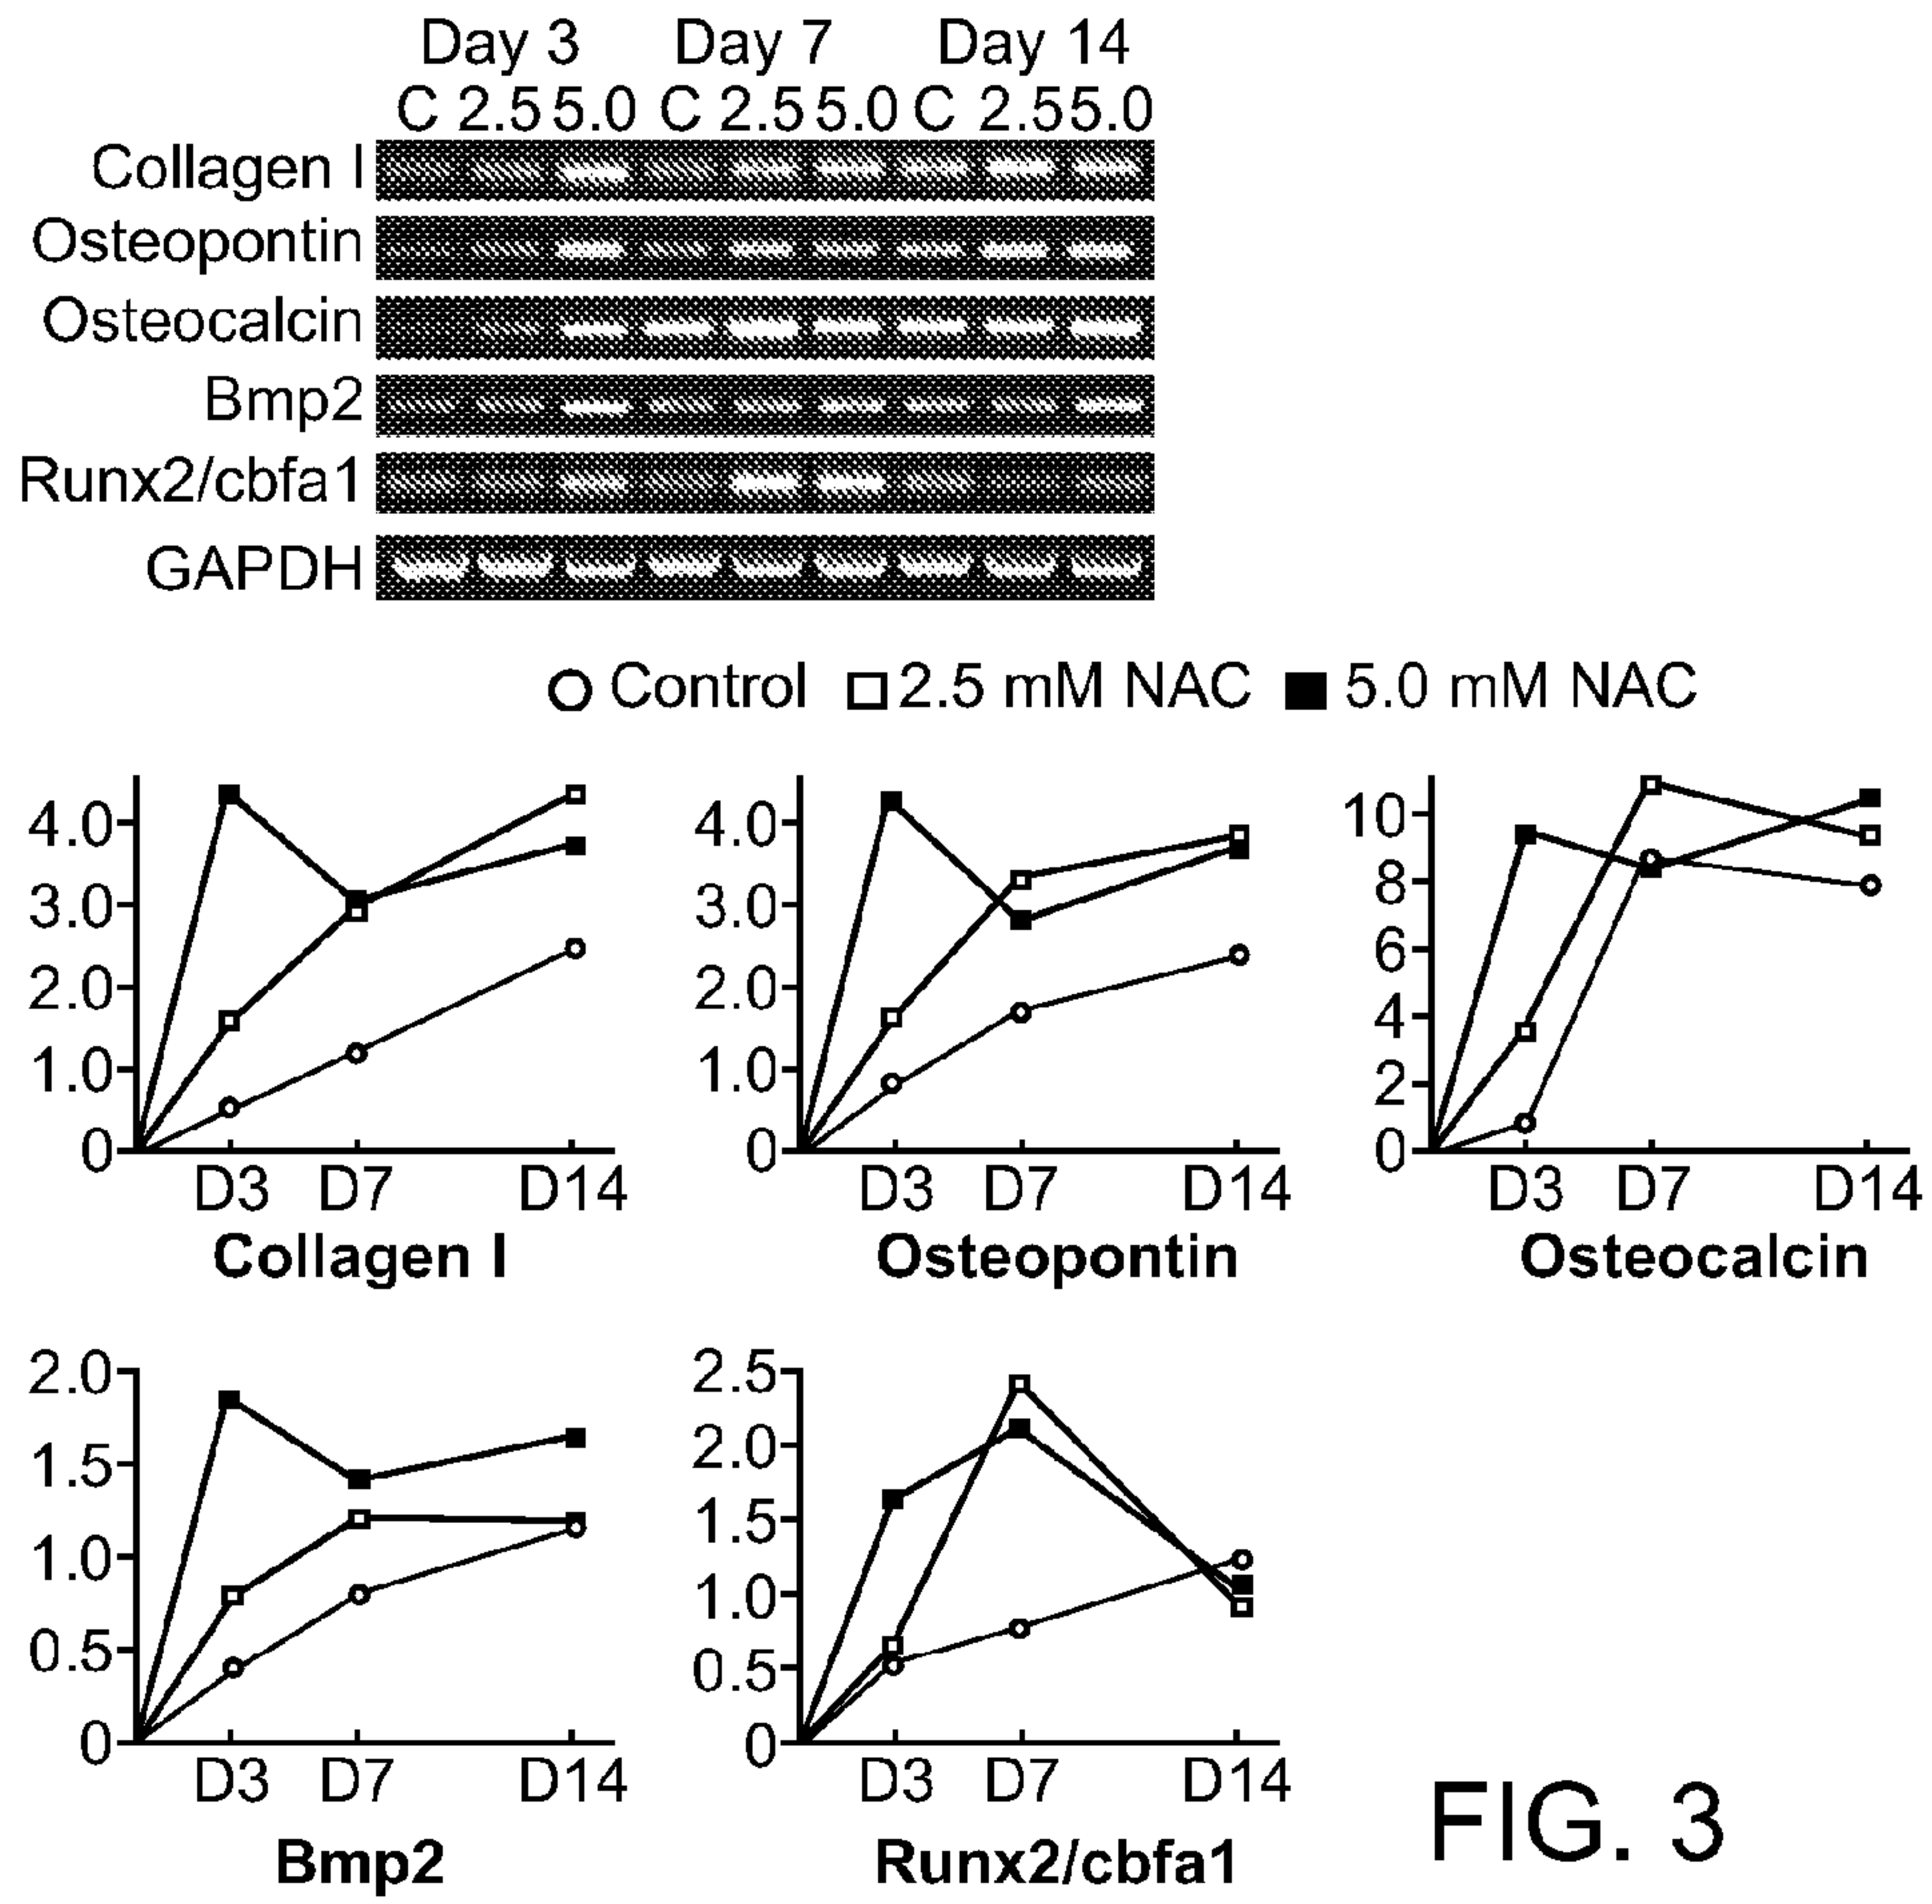 Day 3 Day 7 Day 14
C 2.5 5.0 C 2.5 5.0 C 2.5 5.0
Collagen I
Osteopontin
Osteocalcin
Bmp2
Runx2/cbfa1
GAPDH
Control 2.5 mM NAC 5.0 mM NAC
4.0
3.0
2.0
1.0
0
D3 D7 D14
Collagen I
4.0
3.0
2.0
1.0
0
D3 D7 D14
Osteopontin
10
8
6
4
2
0
D3 D7 D14
Osteocalcin
2.0
1.5
1.0
0.5
0
D3 D7 D14
Bmp2
2.5
2.0
1.5
1.0
0.5
0
D3 D7 D14
Runx2/cbfa1
FIG. 3